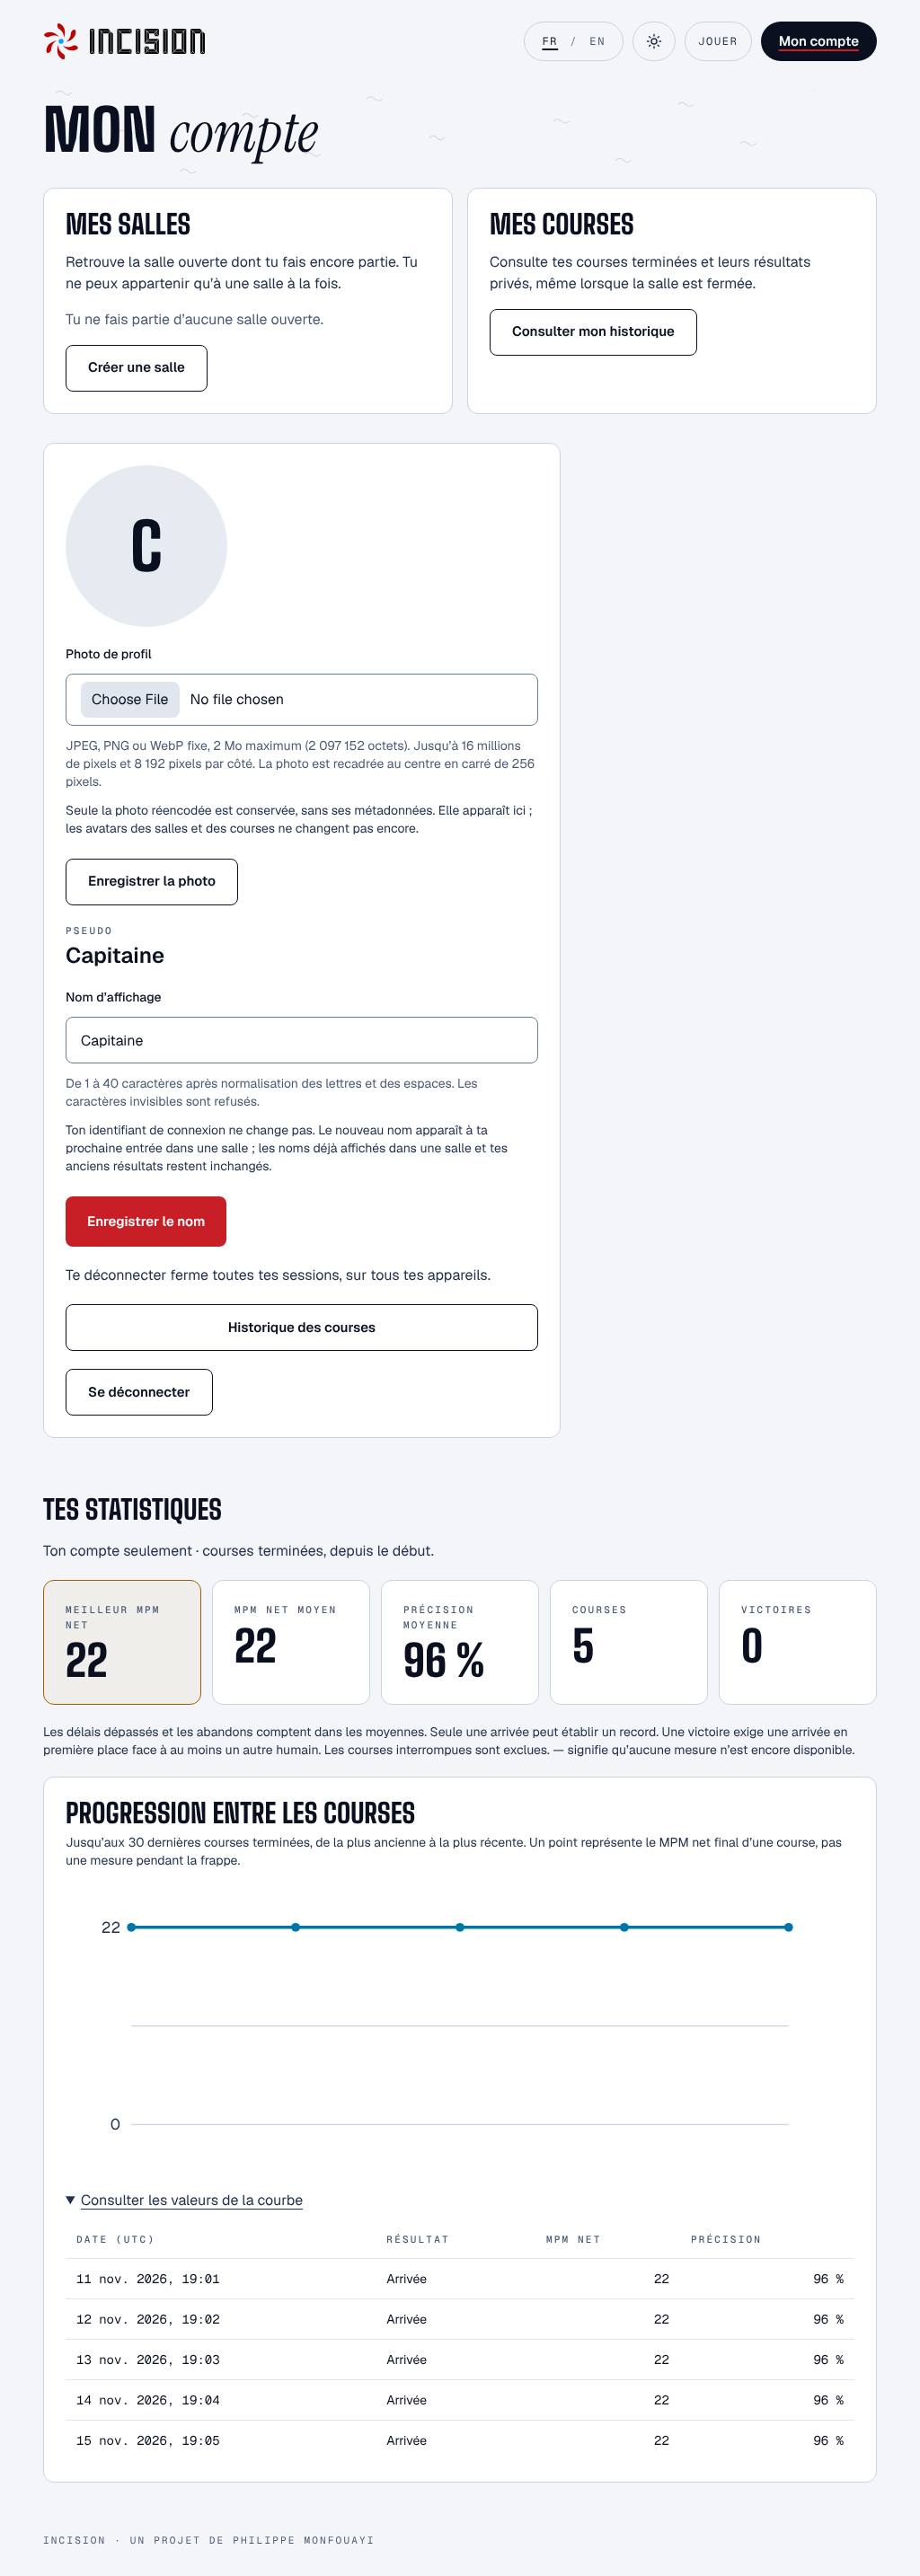 INCISION
FR / EN
JOUER
Mon compte
MON compte
MES SALLES
Retrouve la salle ouverte dont tu fais encore partie. Tu
ne peux appartenir qu’à une salle à la fois.
Tu ne fais partie d’aucune salle ouverte.
Créer une salle
MES COURSES
Consulte tes courses terminées et leurs résultats
privés, même lorsque la salle est fermée.
Consulter mon historique
C
Photo de profil
Choose File No file chosen
JPEG, PNG ou WebP fixe, 2 Mo maximum (2 097 152 octets). Jusqu’à 16 millions
de pixels et 8 192 pixels par côté. La photo est recadrée au centre en carré de 256
pixels.
Seule la photo réencodée est conservée, sans ses métadonnées. Elle apparaît ici ;
les avatars des salles et des courses ne changent pas encore.
Enregistrer la photo
PSEUDO
Capitaine
Nom d’affichage
Capitaine
De 1 à 40 caractères après normalisation des lettres et des espaces. Les
caractères invisibles sont refusés.
Ton identifiant de connexion ne change pas. Le nouveau nom apparaît à ta
prochaine entrée dans une salle ; les noms déjà affichés dans une salle et tes
anciens résultats restent inchangés.
Enregistrer le nom
Te déconnecter ferme toutes tes sessions, sur tous tes appareils.
Historique des courses
Se déconnecter
TES STATISTIQUES
Ton compte seulement · courses terminées, depuis le début.
MEILLEUR MPM
NET
22
MPM NET MOYEN
22
PRÉCISION
MOYENNE
96 %
COURSES
5
VICTOIRES
0
Les délais dépassés et les abandons comptent dans les moyennes. Seule une arrivée peut établir un record. Une victoire exige une arrivée en
première place face à au moins un autre humain. Les courses interrompues sont exclues. — signifie qu’aucune mesure n’est encore disponible.
PROGRESSION ENTRE LES COURSES
Jusqu’aux 30 dernières courses terminées, de la plus ancienne à la plus récente. Un point représente le MPM net final d’une course, pas
une mesure pendant la frappe.
22
0
▼ Consulter les valeurs de la courbe
DATE (UTC) RÉSULTAT MPM NET PRÉCISION
11 nov. 2026, 19:01 Arrivée 22 96 %
12 nov. 2026, 19:02 Arrivée 22 96 %
13 nov. 2026, 19:03 Arrivée 22 96 %
14 nov. 2026, 19:04 Arrivée 22 96 %
15 nov. 2026, 19:05 Arrivée 22 96 %
INCISION · UN PROJET DE PHILIPPE MONFOUAYI